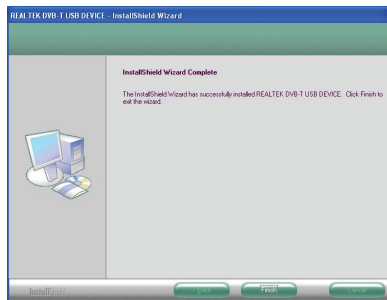 REALTEK DVB-T USB DEVICE - InstallShield Wizard
InstallShield Wizard Complete
The InstallShield Wizard has successfully installed REALTEK DVB-T USB DEVICE. Click Finish to
exit the wizard.
InstallShield
Finish
Cancel